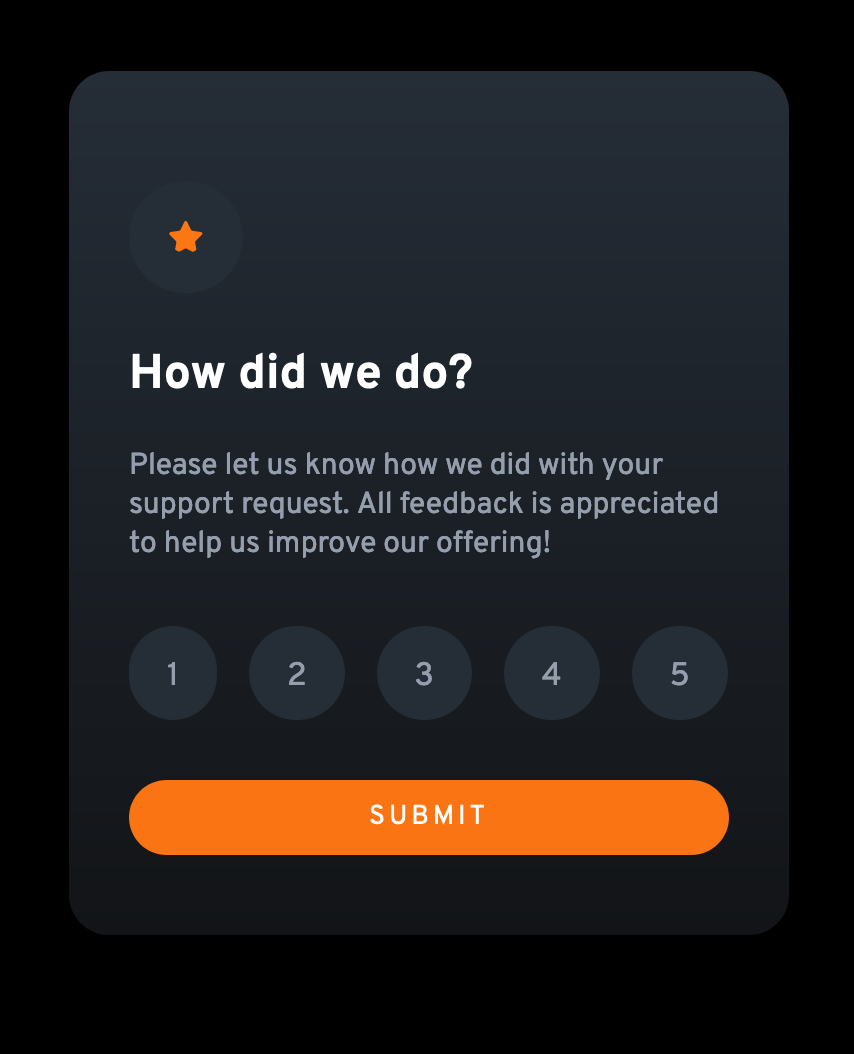 How did we do?
Please let us know how we did with your
support request. All feedback is appreciated
to help us improve our offering!
1 2 3 4 5
SUBMIT